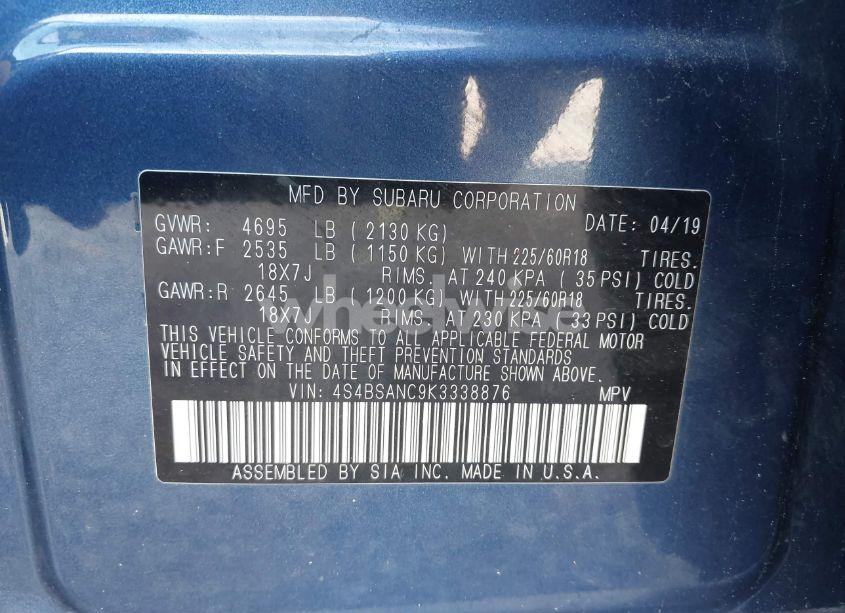 MFD BY SUBARU CORPORATION
GVWR: 4695 LB ( 2130 KG) DATE: 04/19
GAWR:F 2535 LB ( 1150 KG) WITH 225/60R18 TIRES.
18X7J RIMS. AT 240 KPA ( 35 PSI) COLD
GAWR:R 2645 LB ( 1200 KG) WITH 225/60R18 TIRES.
18X7J RIMS. AT 230 KPA ( 33 PSI) COLD
THIS VEHICLE CONFORMS TO ALL APPLICABLE FEDERAL MOTOR
VEHICLE SAFETY AND THEFT PREVENTION STANDARDS
IN EFFECT ON THE DATE OF MANUFACTURE SHOWN ABOVE.
VIN: 4S4BSANC9K3338876 MPV
ASSEMBLED BY SIA INC. MADE IN U.S.A.
wheelwise